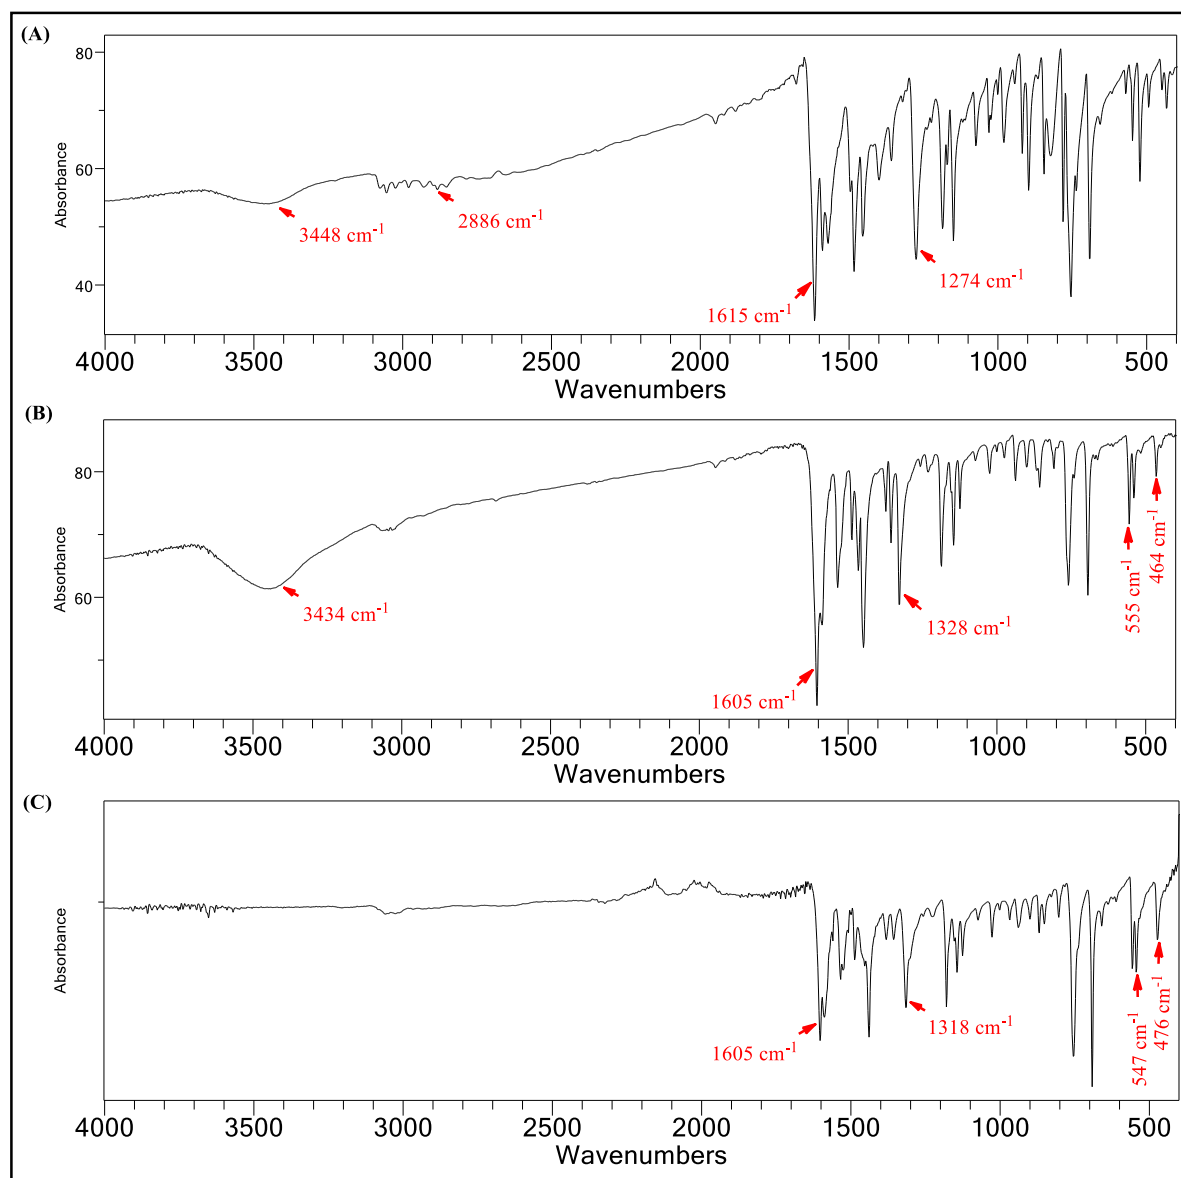 (A)
80
60
40
Absorbance
3448 cm⁻¹
2886 cm⁻¹
1615 cm⁻¹
1274 cm⁻¹
4000 3500 3000 2500 2000 1500 1000 500
Wavenumbers
(B)
80
60
Absorbance
3434 cm⁻¹
1605 cm⁻¹
1328 cm⁻¹
555 cm⁻¹
464 cm⁻¹
4000 3500 3000 2500 2000 1500 1000 500
Wavenumbers
(C)
Absorbance
1605 cm⁻¹
1318 cm⁻¹
547 cm⁻¹
476 cm⁻¹
4000 3500 3000 2500 2000 1500 1000 500
Wavenumbers